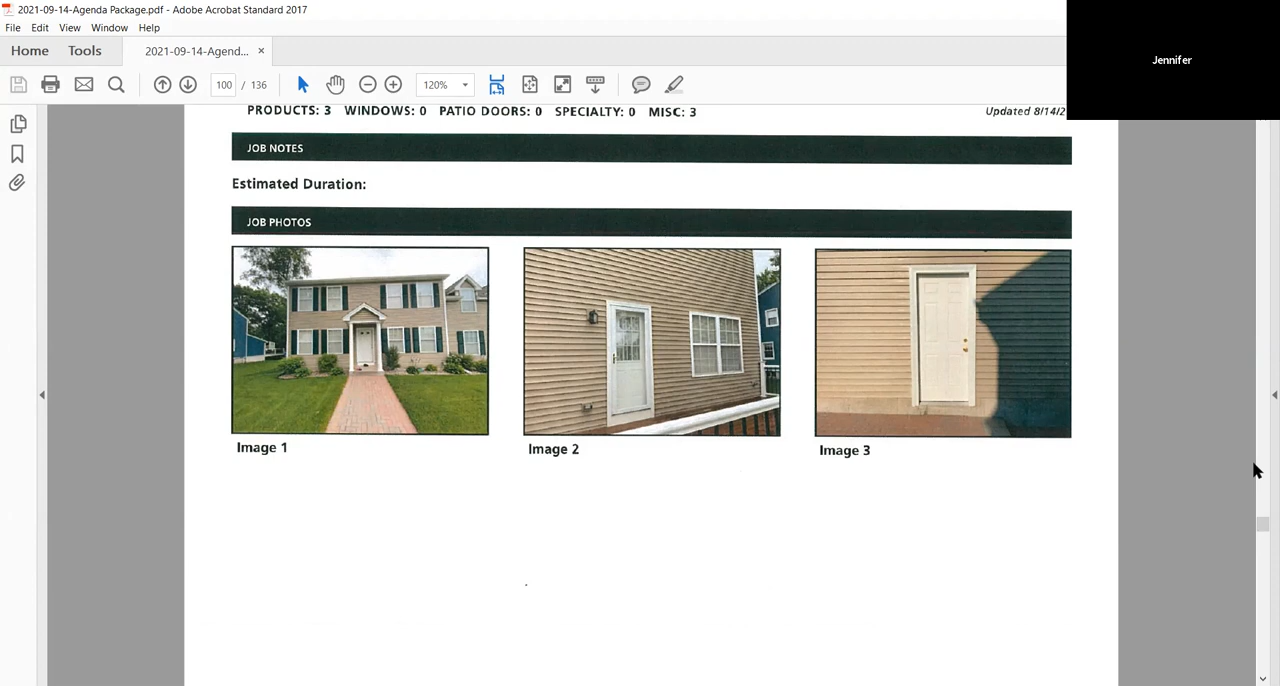 2021-09-14-Agenda Package.pdf - Adobe Acrobat Standard 2017
File Edit View Window Help
Home Tools 2021-09-14-Agend... ×
100 / 136 120%
Jennifer
PRODUCTS: 3 WINDOWS: 0 PATIO DOORS: 0 SPECIALTY: 0 MISC: 3 Updated 8/14/2
JOB NOTES
Estimated Duration:
JOB PHOTOS
Image 1 Image 2 Image 3